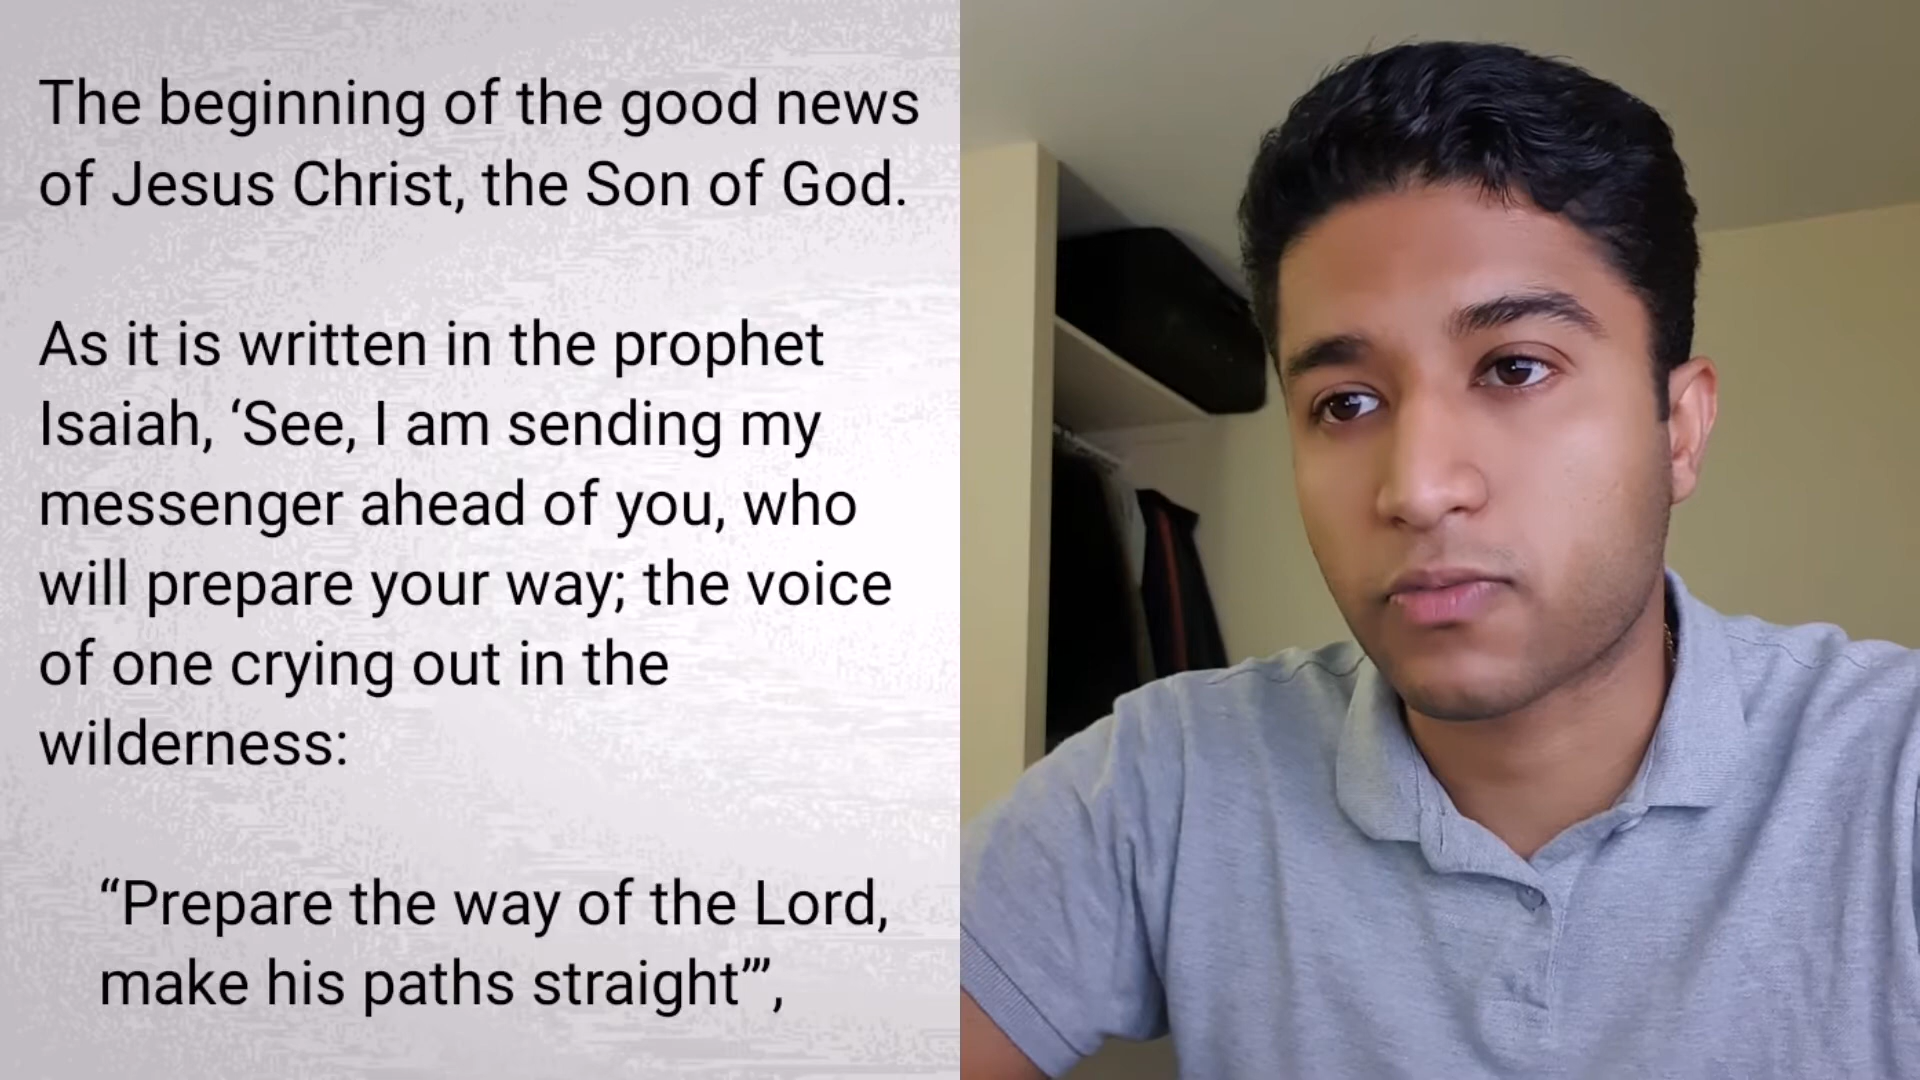 The beginning of the good news
of Jesus Christ, the Son of God.
As it is written in the prophet
Isaiah, ‘See, I am sending my
messenger ahead of you, who
will prepare your way; the voice
of one crying out in the
wilderness:
“Prepare the way of the Lord,
make his paths straight”’,